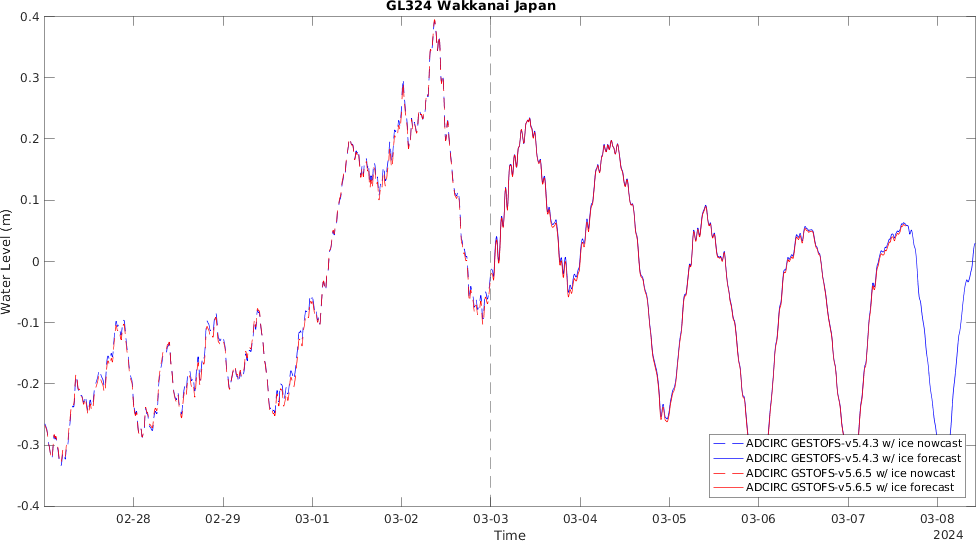 GL324 Wakkanai Japan
0.4
0.3
0.2
0.1
0
-0.1
-0.2
-0.3
-0.4
Water Level (m)
02-28
02-29
03-01
03-02
03-03
03-04
03-05
03-06
03-07
03-08
Time
2024
ADCIRC GESTOFS-v5.4.3 w/ ice nowcast
ADCIRC GESTOFS-v5.4.3 w/ ice forecast
ADCIRC GSTOFS-v5.6.5 w/ ice nowcast
ADCIRC GSTOFS-v5.6.5 w/ ice forecast